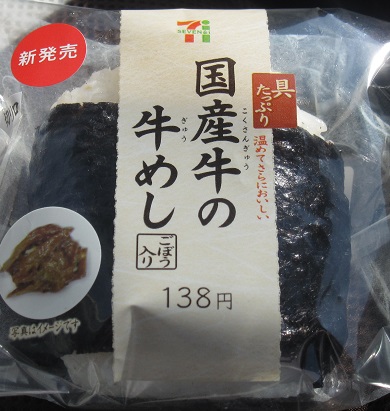 新発売
7i
SEVEN&i
具たっぷり
温めてさらにおいしい
国産牛の
こくさんぎゅう
牛めし
ぎゅう
ごぼう入り
138円
写真はイメージです